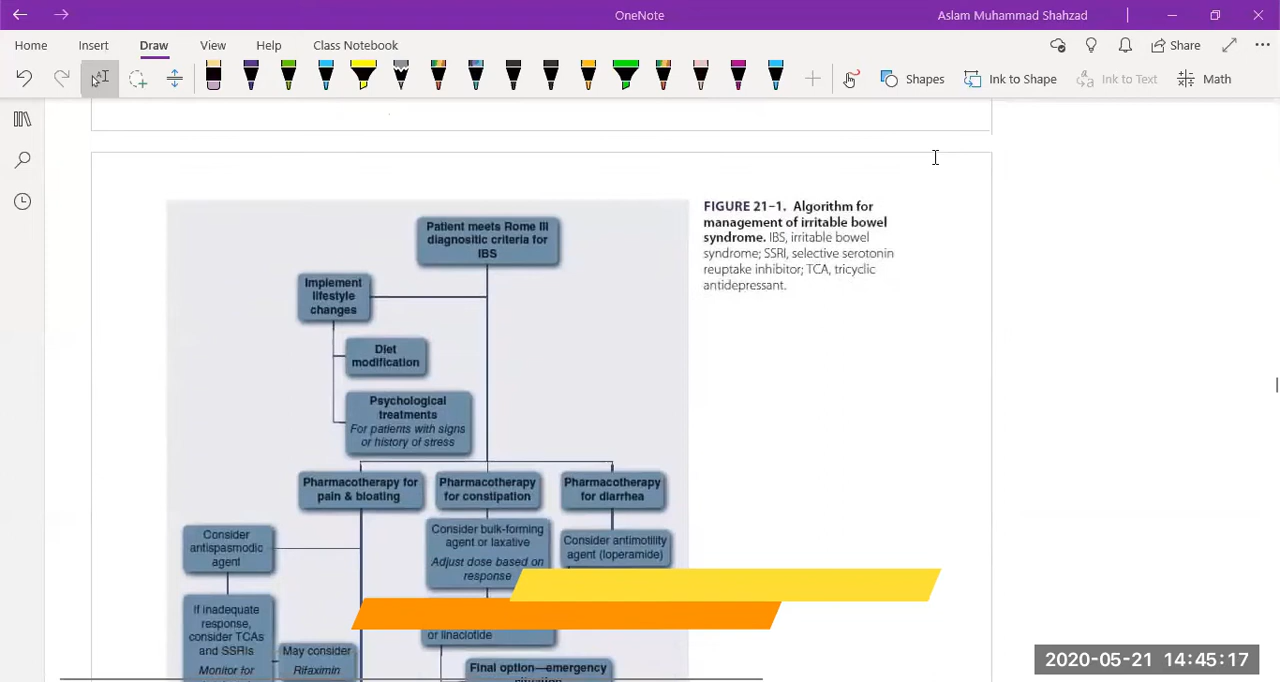 OneNote
Aslam Muhammad Shahzad
Home
Insert
Draw
View
Help
Class Notebook
Share
Shapes
Ink to Shape
Ink to Text
Math
FIGURE 21–1. Algorithm for
management of irritable bowel
syndrome. IBS, irritable bowel
syndrome; SSRI, selective serotonin
reuptake inhibitor; TCA, tricyclic
antidepressant.
Patient meets Rome III
diagnositic criteria for
IBS
Implement
lifestyle
changes
Diet
modification
Psychological
treatments
For patients with signs
or history of stress
Pharmacotherapy for
pain & bloating
Pharmacotherapy
for constipation
Pharmacotherapy
for diarrhea
Consider
antispasmodic
agent
Consider bulk-forming
agent or laxative
Adjust dose based on
response
Consider antimotility
agent (loperamide)
If inadequate
response,
consider TCAs
and SSRIs
Monitor for
May consider
Rifaximin
or linaclotide
Final option—emergency
2020-05-21 14:45:17